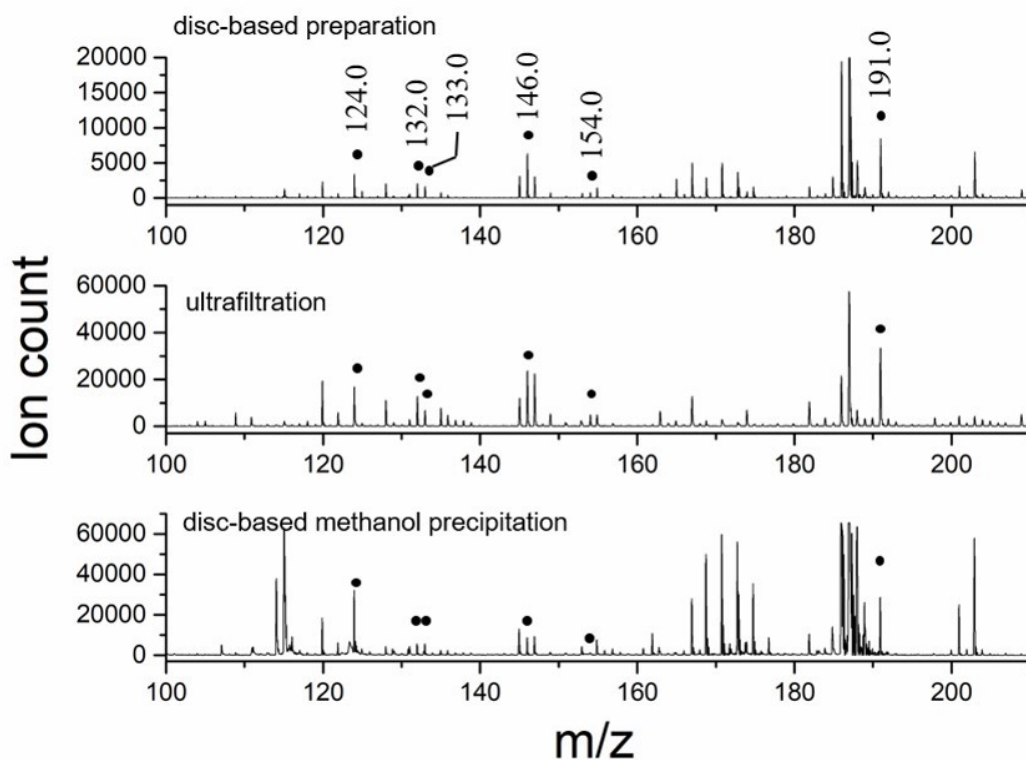 disc-based preparation
20000
15000
10000
5000
0
124.0
132.0
133.0
146.0
154.0
191.0
100 120 140 160 180 200
ultrafiltration
60000
40000
20000
0
100 120 140 160 180 200
disc-based methanol precipitation
60000
40000
20000
0
100 120 140 160 180 200
Ion count
m/z